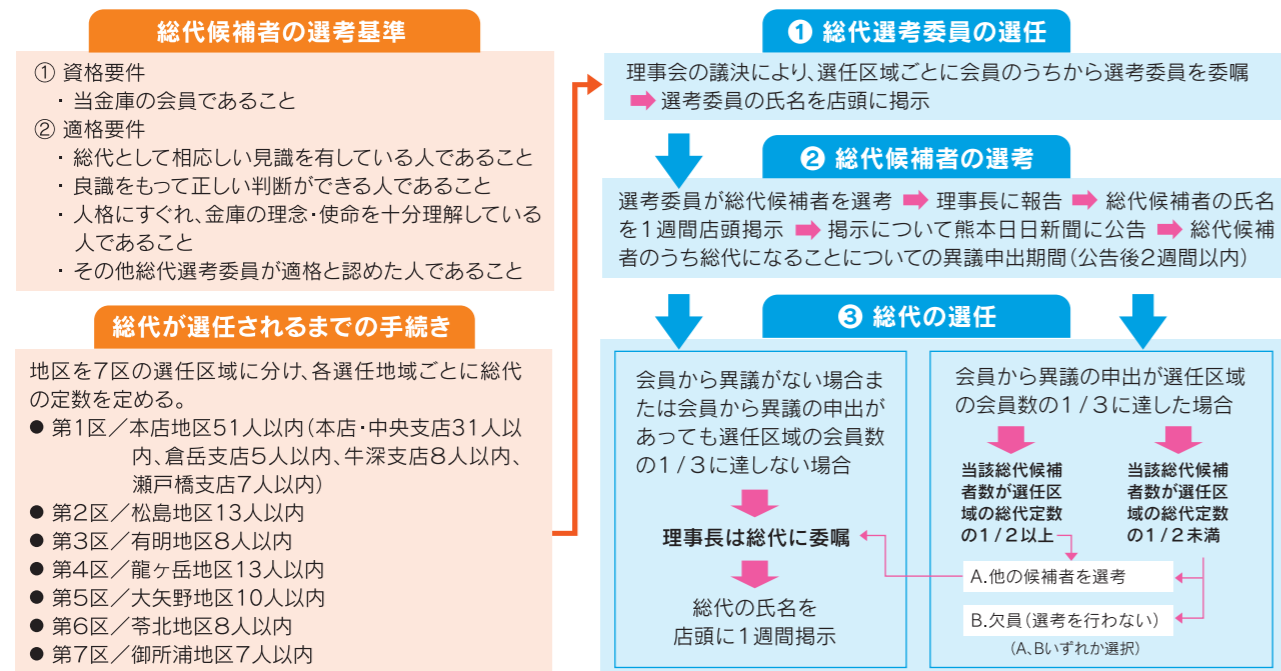 総代候補者の選考基準
① 資格要件
・当金庫の会員であること
② 適格要件
・総代として相応しい見識を有している人であること
・良識をもって正しい判断ができる人であること
・人格にすぐれ、金庫の理念・使命を十分理解している
人であること
・その他総代選考委員が適格と認めた人であること
総代が選任されるまでの手続き
地区を7区の選任区域に分け、各選任地域ごとに総代
の定数を定める。
● 第1区／本店地区51人以内(本店・中央支店31人以
内、倉岳支店5人以内、牛深支店8人以内、
瀬戸橋支店7人以内)
● 第2区／松島地区13人以内
● 第3区／有明地区8人以内
● 第4区／龍ヶ岳地区13人以内
● 第5区／大矢野地区10人以内
● 第6区／苓北地区8人以内
● 第7区／御所浦地区7人以内
❶ 総代選考委員の選任
理事会の議決により、選任区域ごとに会員のうちから選考委員を委嘱
➡ 選考委員の氏名を店頭に掲示
❷ 総代候補者の選考
選考委員が総代候補者を選考 ➡ 理事長に報告 ➡ 総代候補者の氏名
を1週間店頭掲示 ➡ 掲示について熊本日日新聞に公告 ➡ 総代候補
者のうち総代になることについての異議申出期間(公告後2週間以内)
❸ 総代の選任
会員から異議がない場合ま
たは会員から異議の申出が
あっても選任区域の会員数
の1/3に達しない場合
理事長は総代に委嘱
総代の氏名を
店頭に1週間掲示
会員から異議の申出が選任区域
の会員数の1/3に達した場合
当該総代候補
者数が選任区
域の総代定数
の1/2以上
当該総代候補
者数が選任区
域の総代定数
の1/2未満
A.他の候補者を選考
B.欠員(選考を行わない)
(A、Bいずれか選択)